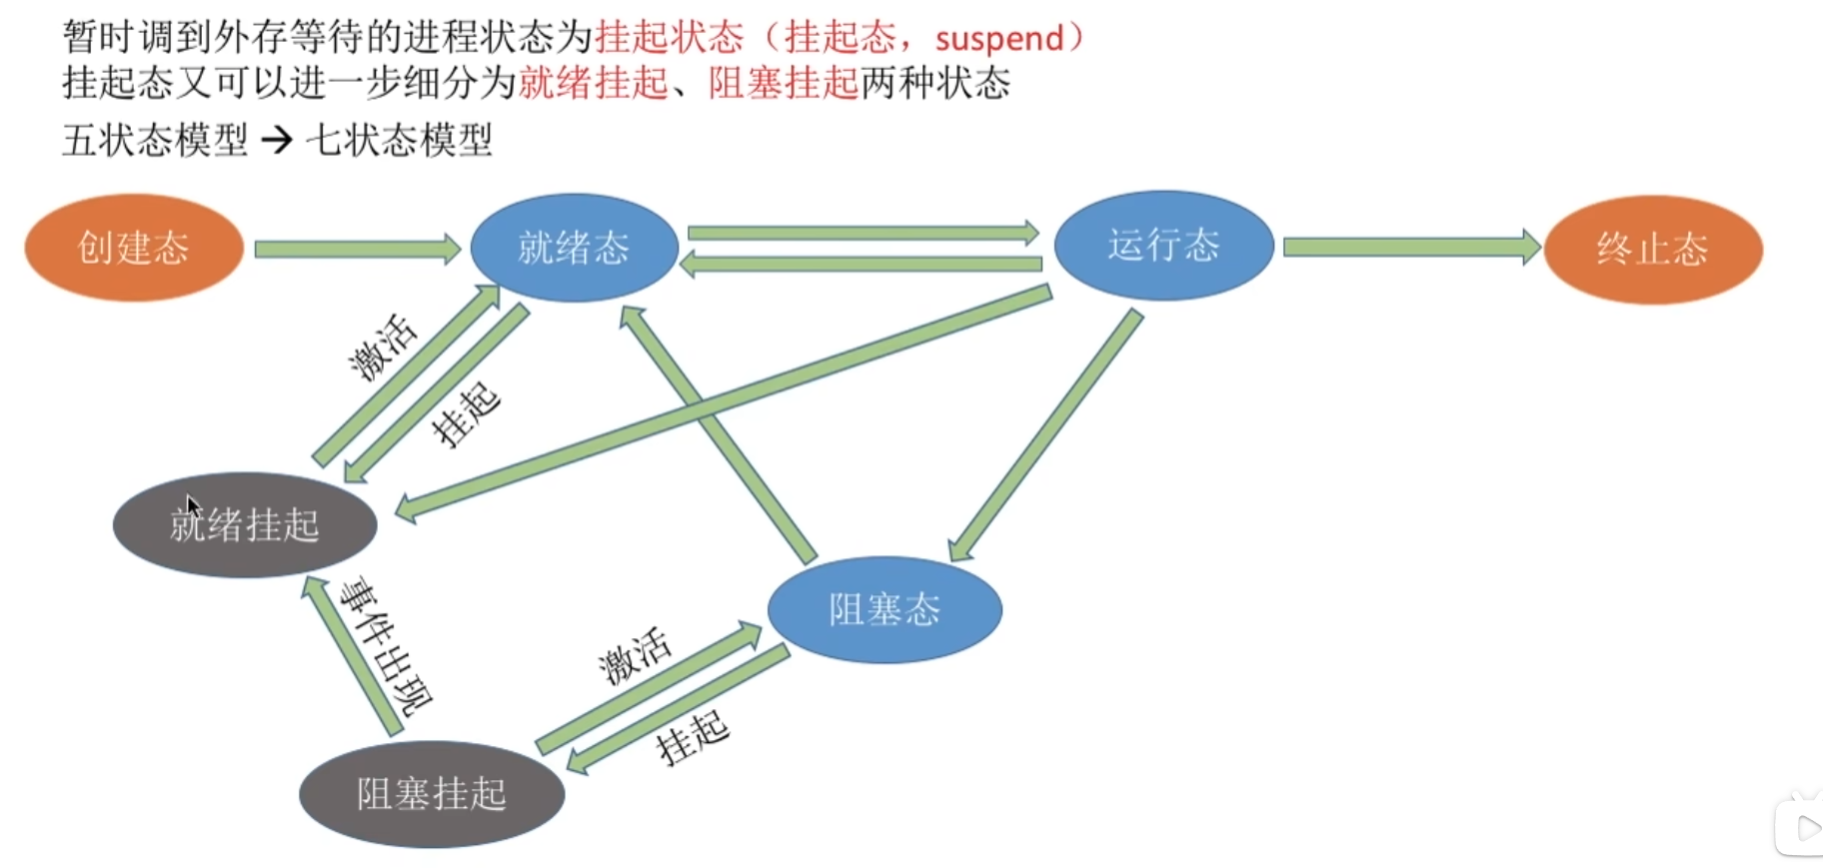 暂时调到外存等待的进程状态为挂起状态（挂起态，suspend）
挂起态又可以进一步细分为就绪挂起、阻塞挂起两种状态
五状态模型 → 七状态模型
创建态
就绪态
运行态
终止态
激活
挂起
就绪挂起
事件出现
阻塞态
激活
挂起
阻塞挂起